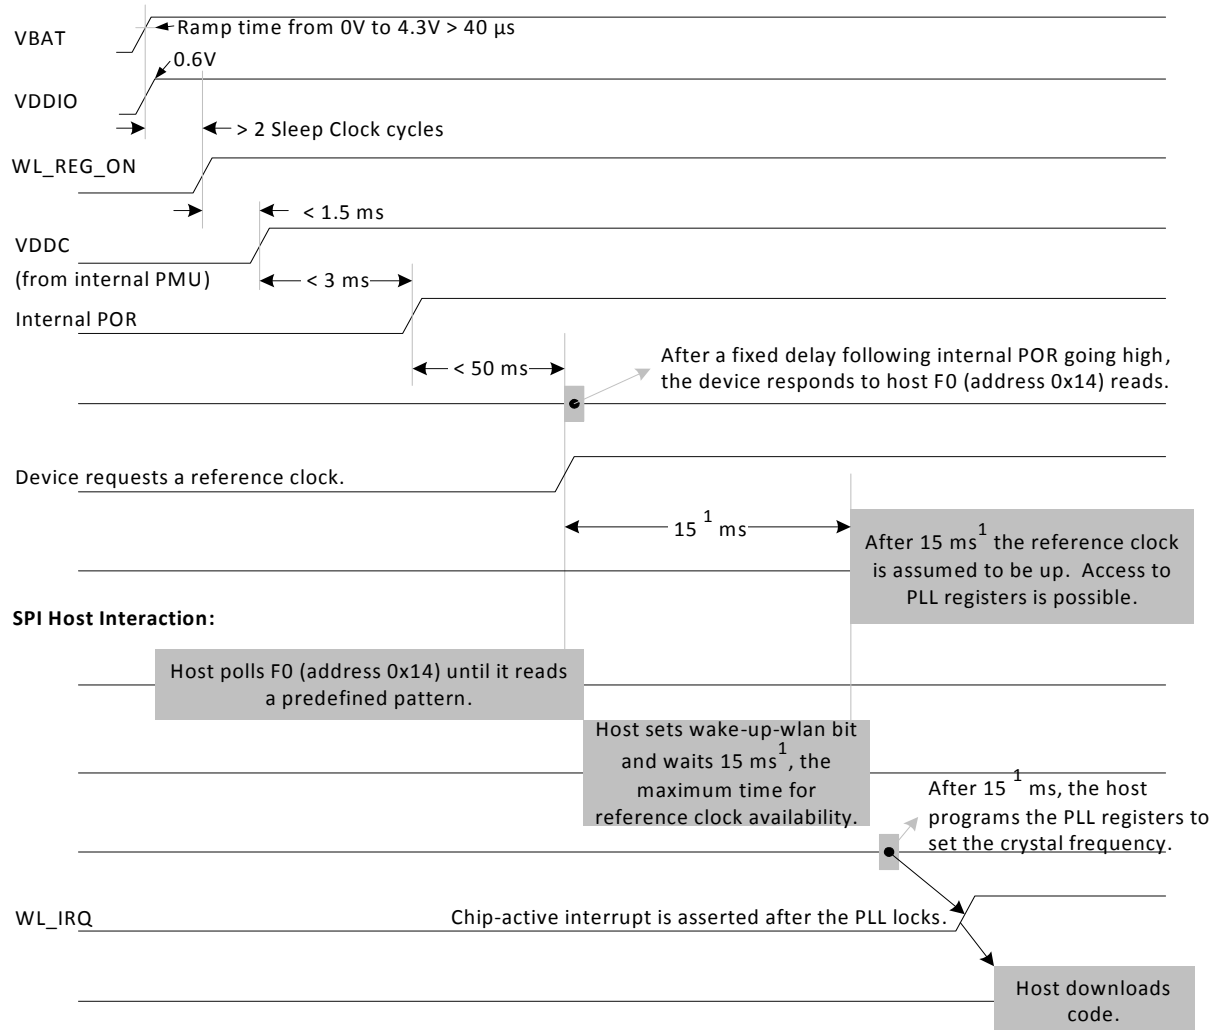 VBAT
Ramp time from 0V to 4.3V > 40 µs
0.6V
VDDIO
> 2 Sleep Clock cycles
WL_REG_ON
< 1.5 ms
VDDC
(from internal PMU)
< 3 ms
Internal POR
< 50 ms
After a fixed delay following internal POR going high,
the device responds to host F0 (address 0x14) reads.
Device requests a reference clock.
15 1 ms
After 15 ms1 the reference clock
is assumed to be up. Access to
PLL registers is possible.
SPI Host Interaction:
Host polls F0 (address 0x14) until it reads
a predefined pattern.
Host sets wake-up-wlan bit
and waits 15 ms1, the
maximum time for
reference clock availability.
After 15 1 ms, the host
programs the PLL registers to
set the crystal frequency.
WL_IRQ
Chip-active interrupt is asserted after the PLL locks.
Host downloads
code.